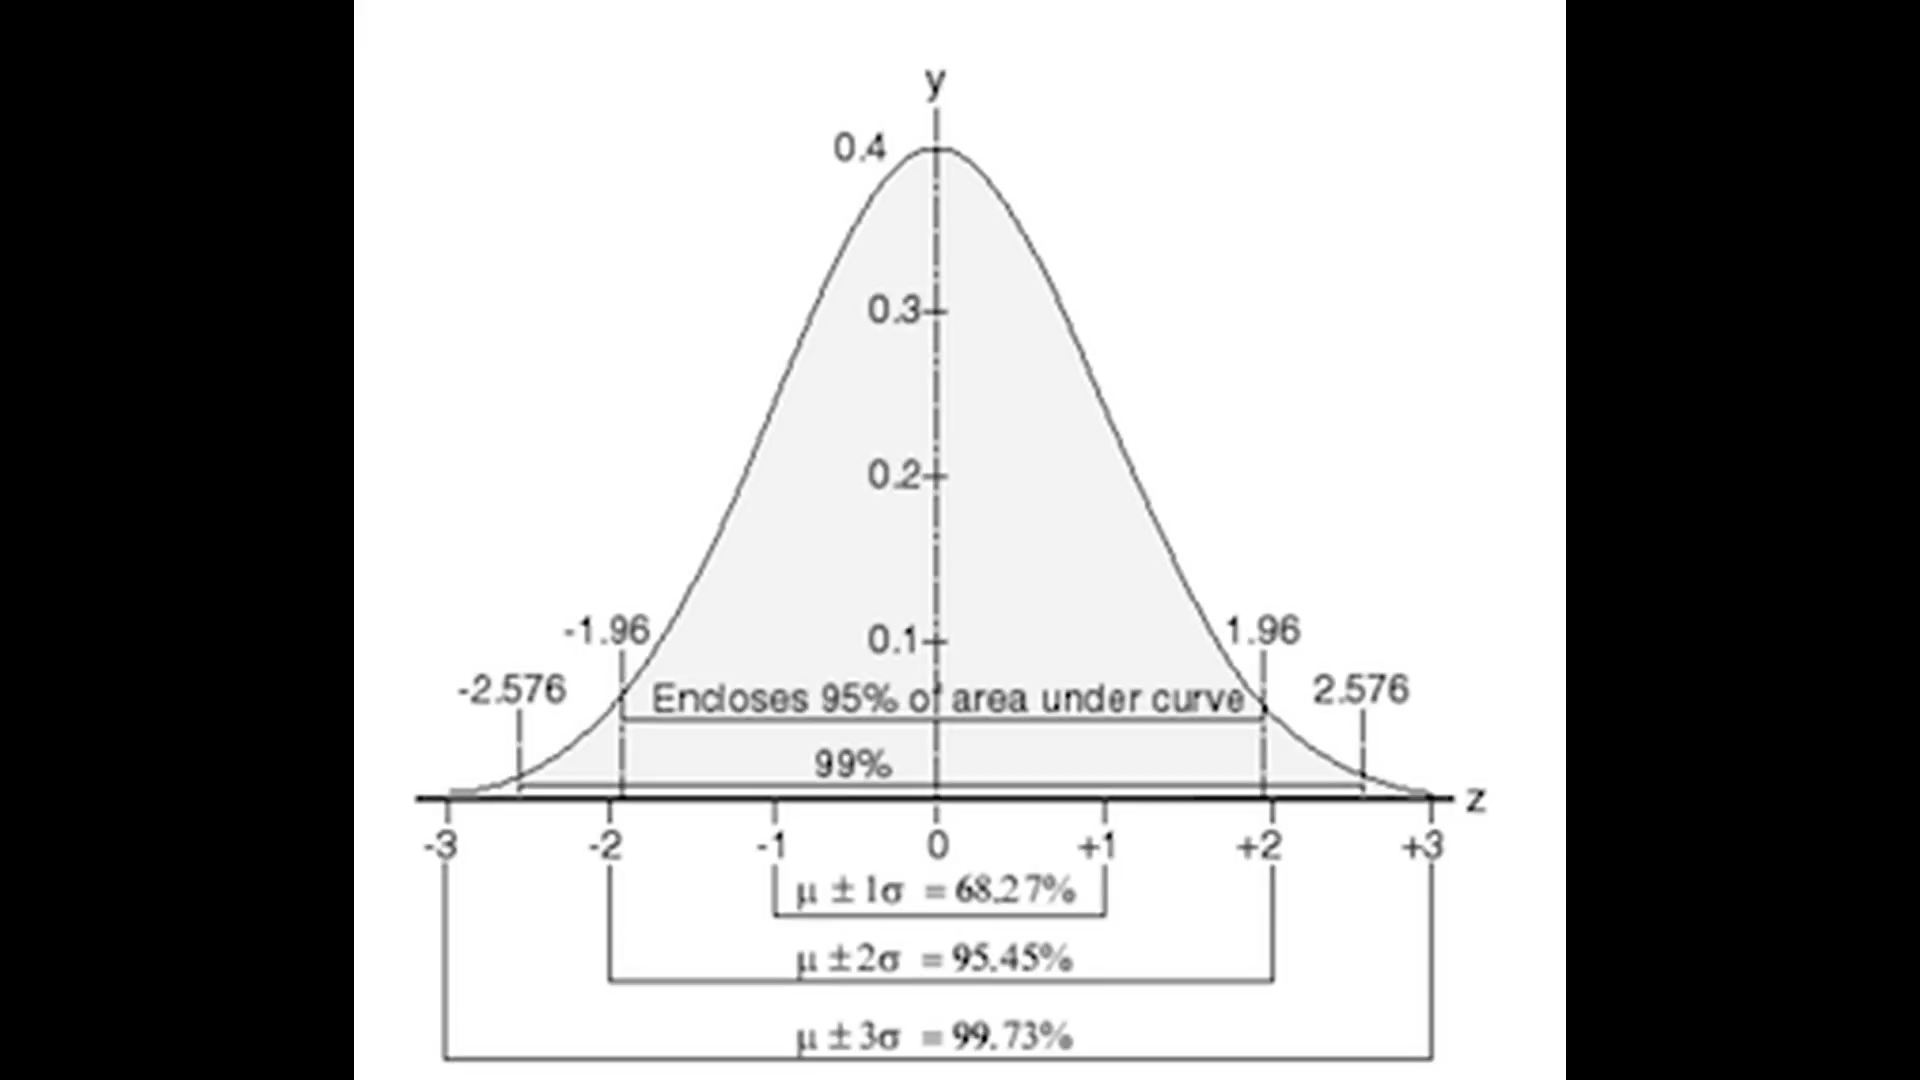 y
0.4
0.3
0.2
-1.96 0.1 1.96
-2.576 Encloses 95% of area under curve 2.576
99%
z
-3 -2 -1 0 +1 +2 +3
μ ± 1σ = 68.27%
μ ± 2σ = 95.45%
μ ± 3σ = 99.73%